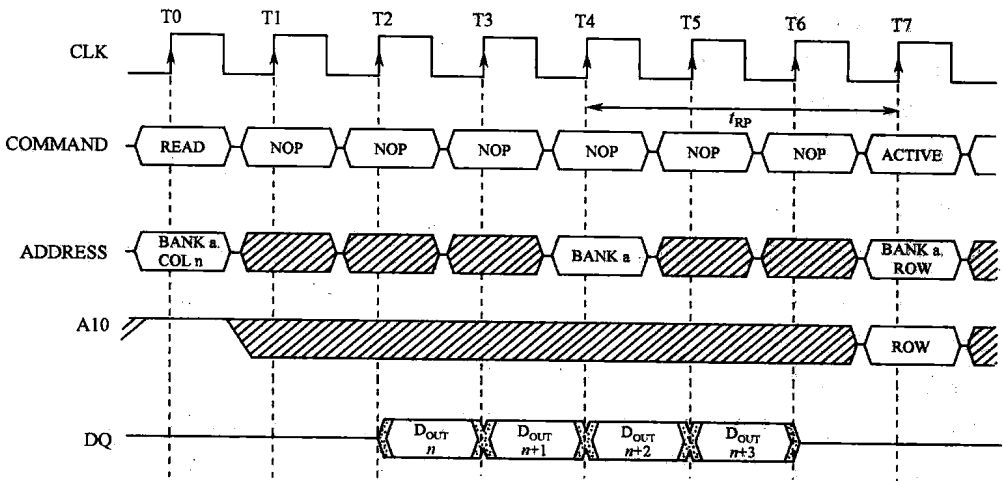 T0 T1 T2 T3 T4 T5 T6 T7
CLK
tRP
COMMAND READ NOP NOP NOP NOP NOP NOP ACTIVE
ADDRESS BANK a, COL n BANK a BANK a, ROW
A10 ROW
DQ DOUT n DOUT n+1 DOUT n+2 DOUT n+3